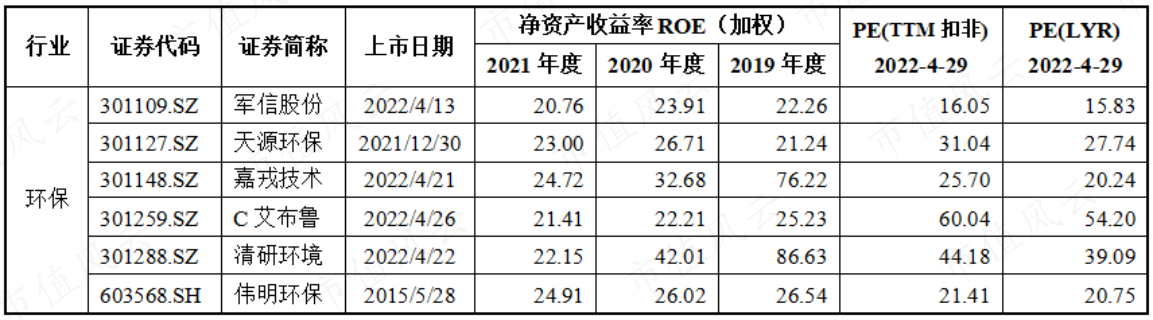 行业 证券代码 证券简称 上市日期 净资产收益率ROE（加权） PE(TTM 扣非) 2022-4-29 PE(LYR) 2022-4-29
2021 年度 2020 年度 2019 年度
环保
301109.SZ 军信股份 2022/4/13 20.76 23.91 22.26 16.05 15.83
301127.SZ 天源环保 2021/12/30 23.00 26.71 21.24 31.04 27.74
301148.SZ 嘉戎技术 2022/4/21 24.72 32.68 76.22 25.70 20.24
301259.SZ C 艾布鲁 2022/4/26 21.41 22.21 25.23 60.04 54.20
301288.SZ 清研环境 2022/4/22 22.15 42.01 86.63 44.18 39.09
603568.SH 伟明环保 2015/5/28 24.91 26.02 26.54 21.41 20.75
市值风云